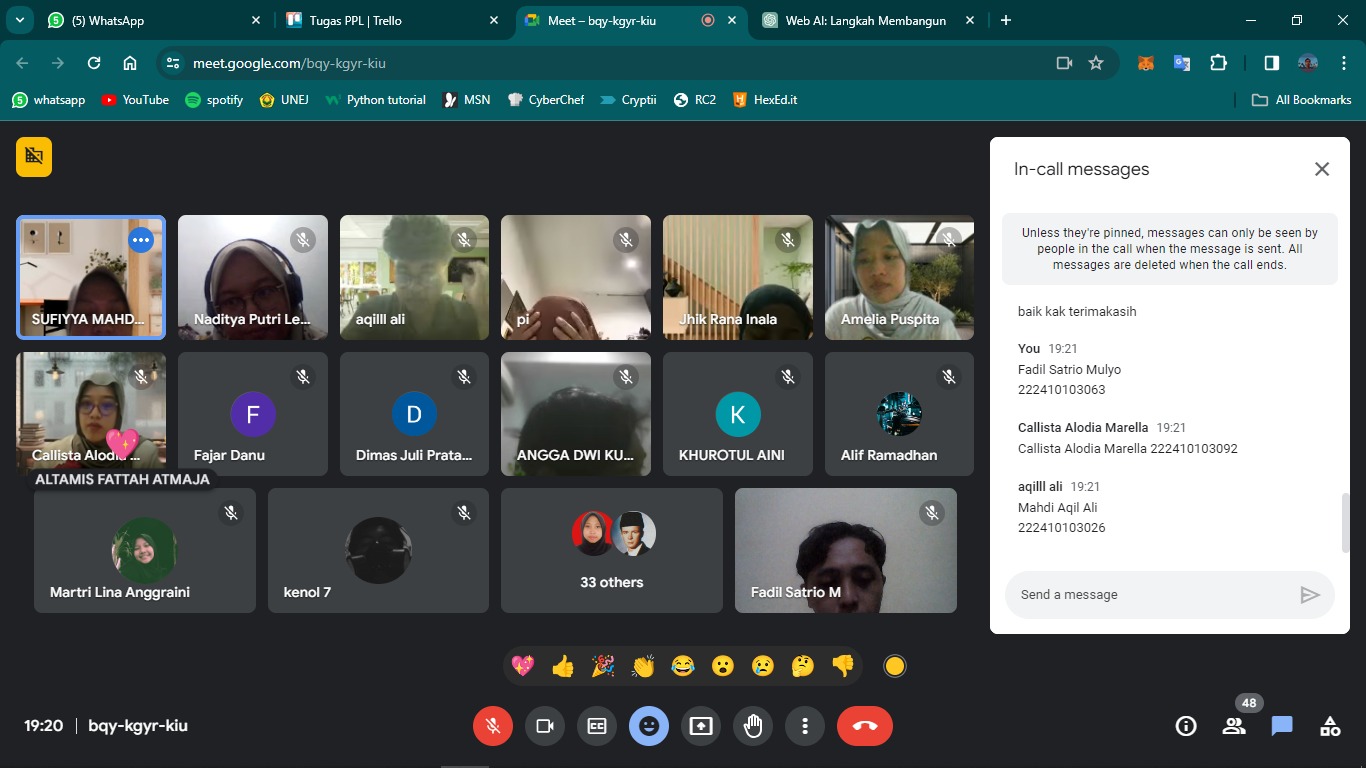 (5) WhatsApp
Tugas PPL | Trello
Meet – bqy-kgyr-kiu
Web AI: Langkah Membangun
meet.google.com/bqy-kgyr-kiu
whatsapp
YouTube
spotify
UNEJ
Python tutorial
MSN
CyberChef
Cryptii
RC2
HexEd.it
All Bookmarks
SUFIYYA MAHD...
Naditya Putri Le...
aqilll ali
pi
Jhik Rana Inala
Amelia Puspita
Callista Alodia ...
Fajar Danu
F
Dimas Juli Prata...
D
ANGGA DWI KU...
KHUROTUL AINI
K
Alif Ramadhan
ALTAMIS FATTAH ATMAJA
Martri Lina Anggraini
kenol 7
33 others
Fadil Satrio M
In-call messages
Unless they're pinned, messages can only be seen by
people in the call when the message is sent. All
messages are deleted when the call ends.
baik kak terimakasih
You 19:21
Fadil Satrio Mulyo
222410103063
Callista Alodia Marella 19:21
Callista Alodia Marella 222410103092
aqilll ali 19:21
Mahdi Aqil Ali
222410103026
Send a message
19:20 | bqy-kgyr-kiu
48